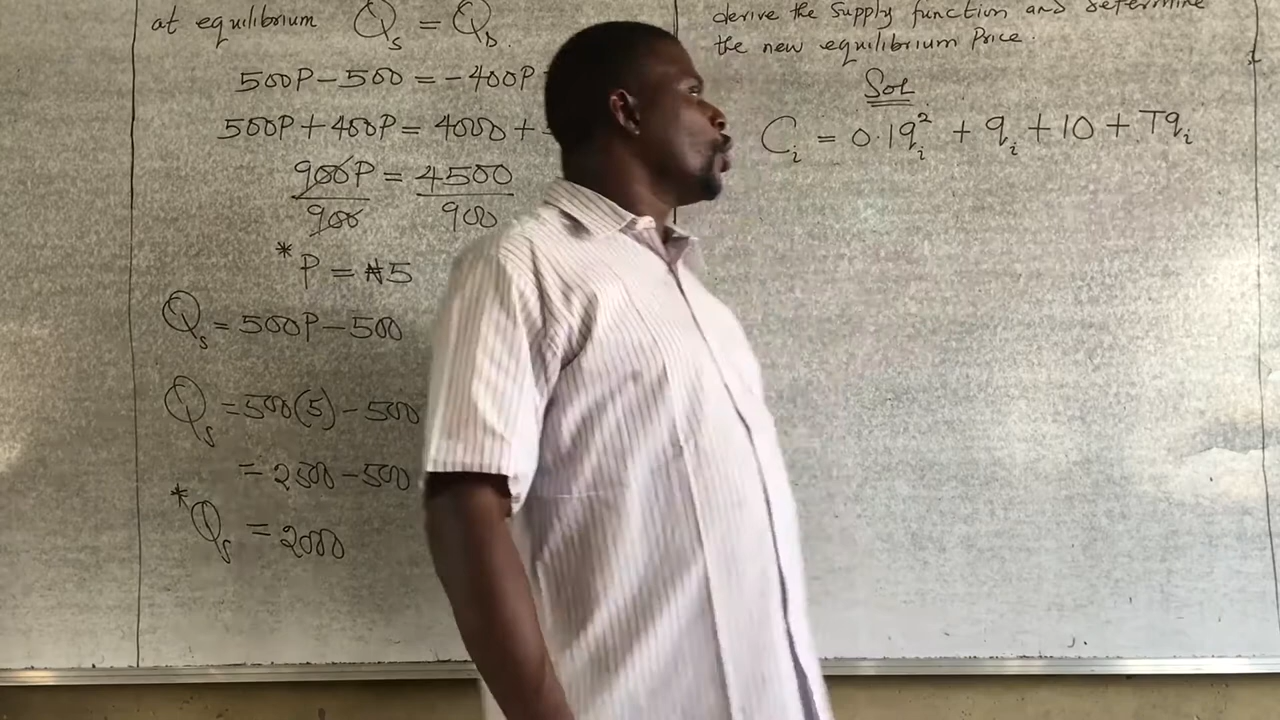 at equilibrium Qs = QD.
500P - 500 = -400P
500P + 400P = 4000 +
900P = 4500
900 900
*P = ₦5
Qs = 500P - 500
Qs = 500(5) - 500
= 2500 - 500
*Qs = 2000
derive the supply function and determine
the new equilibrium Price.
Sol
Ci = 0.1qi² + qi + 10 + Tqi